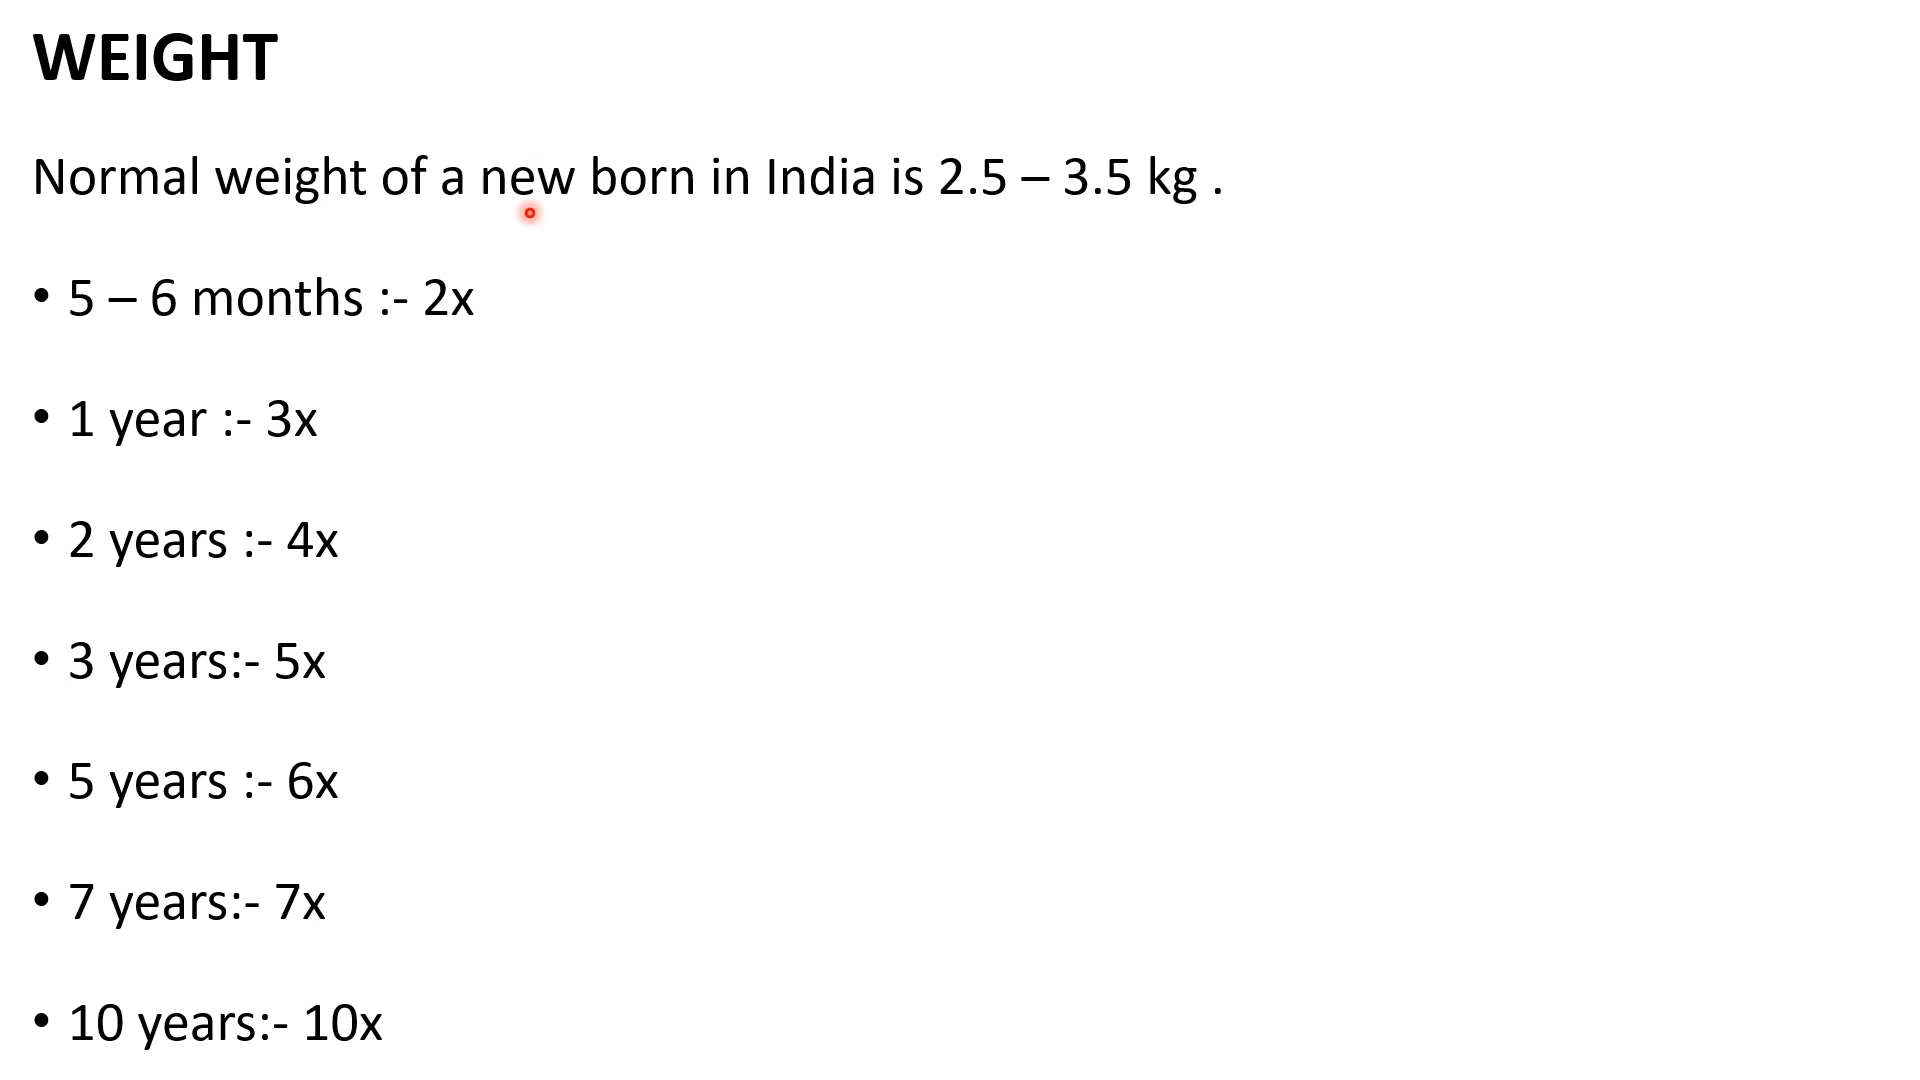 WEIGHT
Normal weight of a new born in India is 2.5 – 3.5 kg .
• 5 – 6 months :- 2x
• 1 year :- 3x
• 2 years :- 4x
• 3 years:- 5x
• 5 years :- 6x
• 7 years:- 7x
• 10 years:- 10x